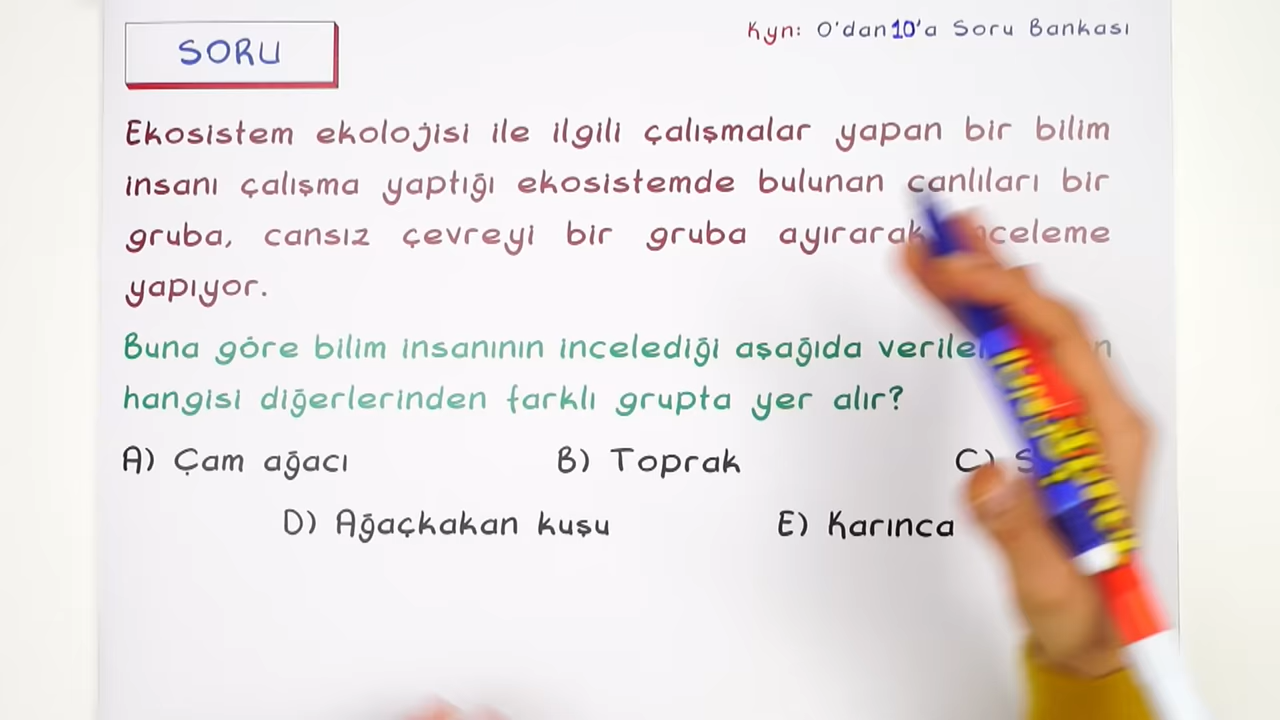 SORU
Kyn: 0'dan 10'a Soru Bankası
Ekosistem ekolojisi ile ilgili çalışmalar yapan bir bilim
insanı çalışma yaptığı ekosistemde bulunan canlıları bir
gruba, cansız çevreyi bir gruba ayırarak inceleme
yapıyor.
Buna göre bilim insanının incelediği aşağıda
hangisi diğerlerinden farklı grupta yer alır?
A) Çam ağacı B) Toprak C)
D) Ağaçkakan kuşu E) Karınca